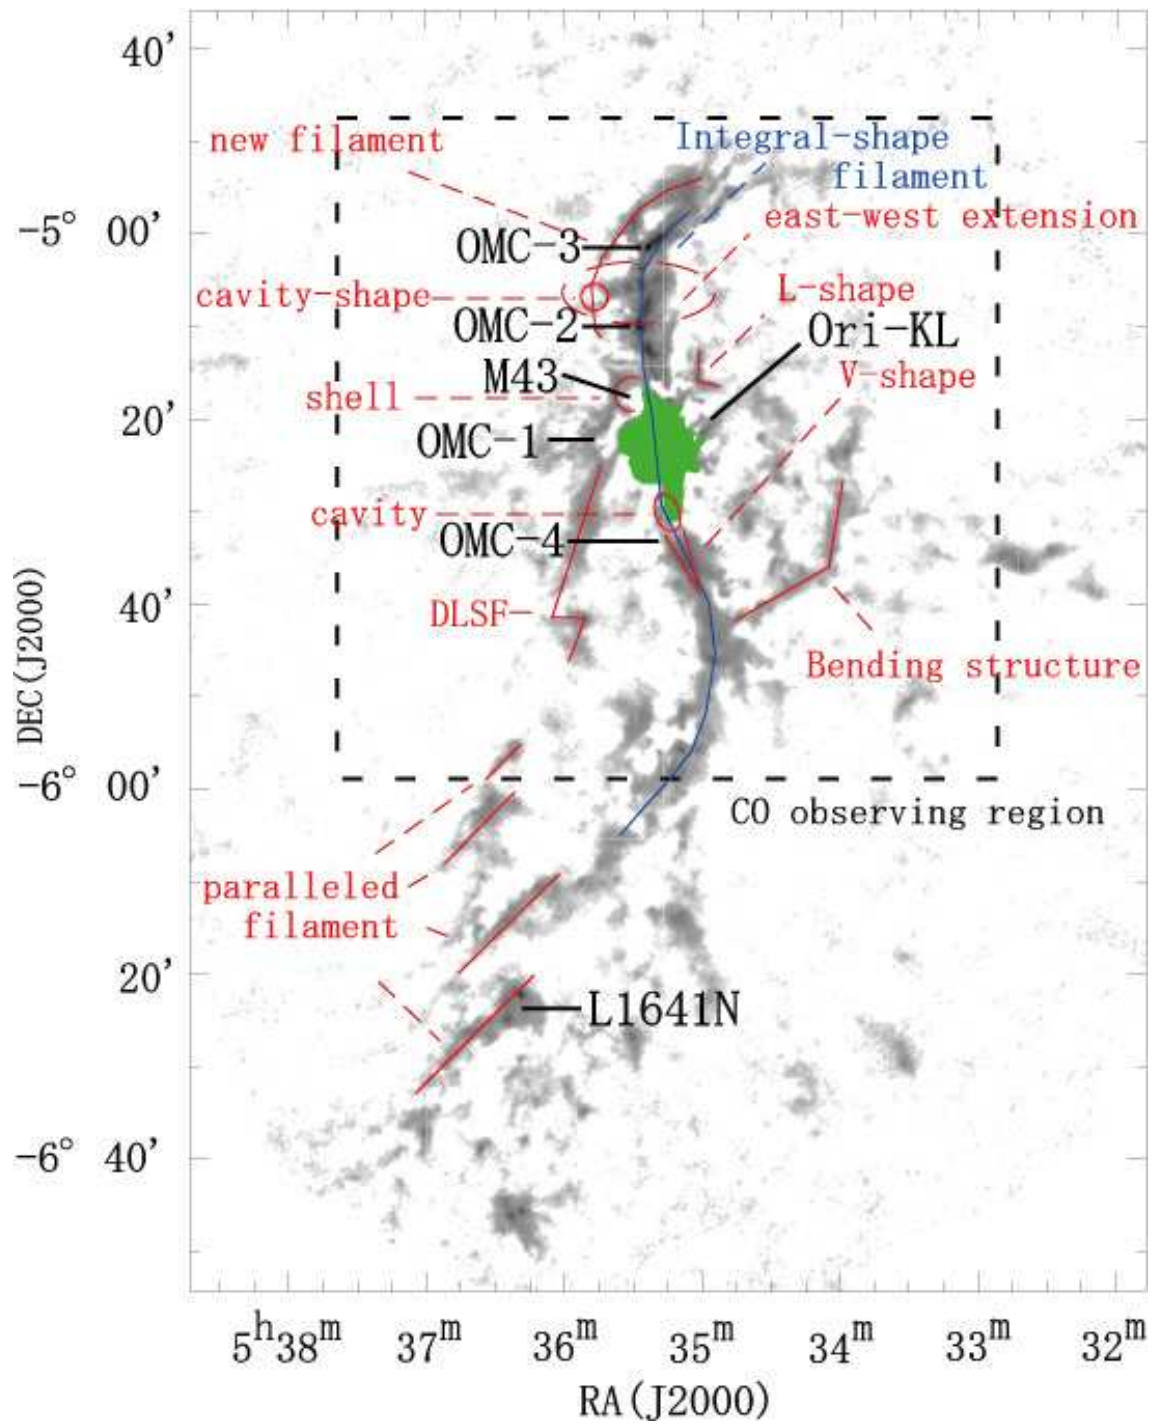 40'
new filament
Integral-shape
filament
-5° 00'
east-west extension
OMC-3
cavity-shape
L-shape
OMC-2
Ori-KL
M43
V-shape
shell
20'
OMC-1
cavity
OMC-4
40'
DLSF
Bending structure
DEC(J2000)
-6° 00'
CO observing region
paralleled
filament
20'
L1641N
-6° 40'
5h38m 37m 36m 35m 34m 33m 32m
RA(J2000)